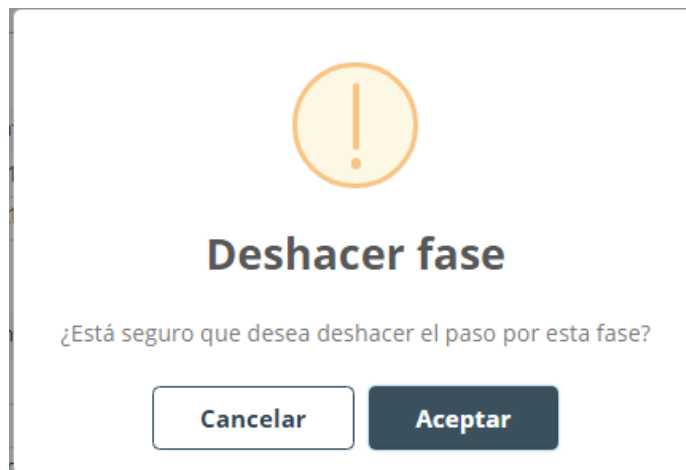 Deshacer fase
¿Está seguro que desea deshacer el paso por esta fase?
Cancelar
Aceptar